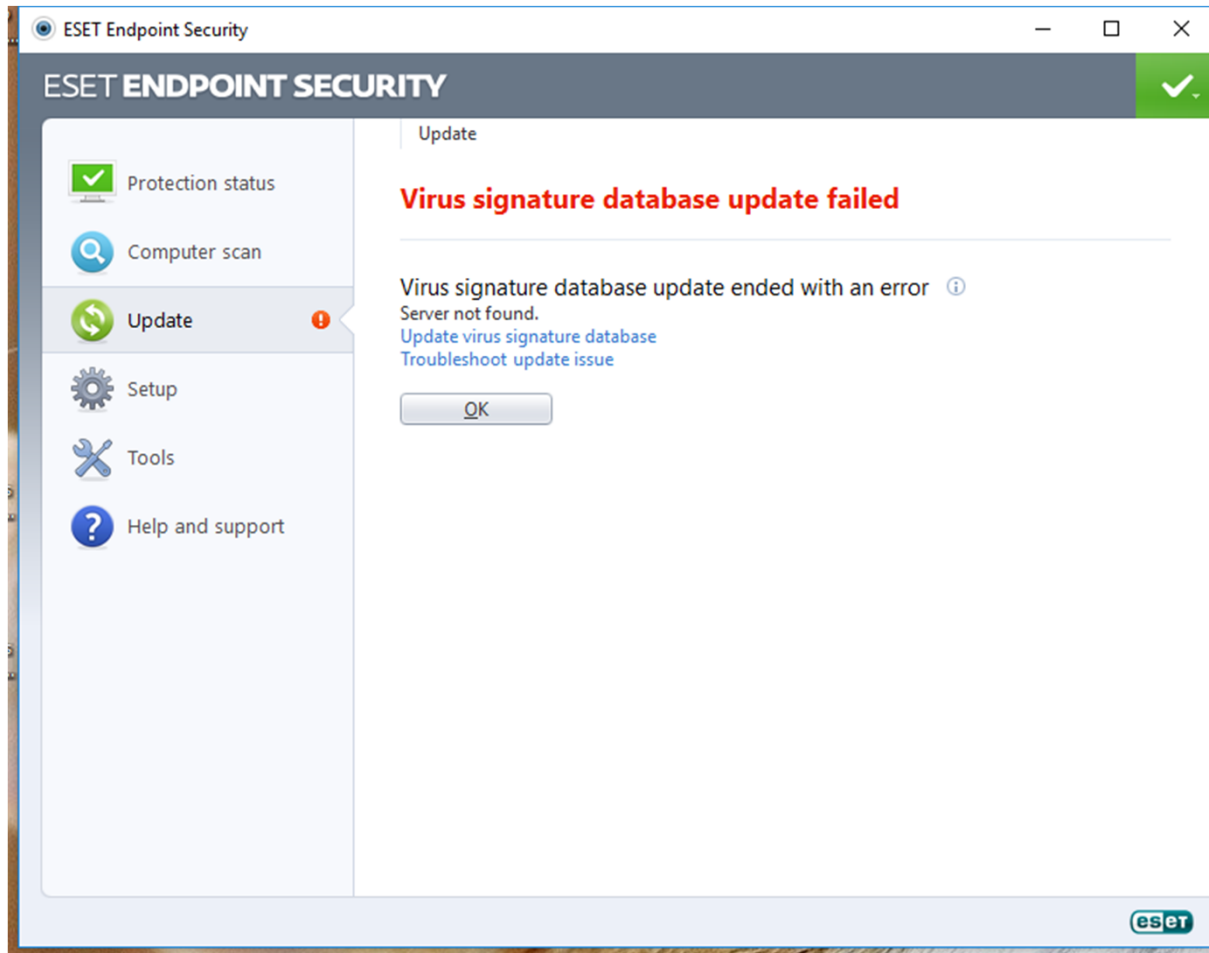 ESET Endpoint Security
ESET ENDPOINT SECURITY
Update
Protection status
Computer scan
Update
Setup
Tools
Help and support
Virus signature database update failed
Virus signature database update ended with an error
Server not found.
Update virus signature database
Troubleshoot update issue
OK
eset